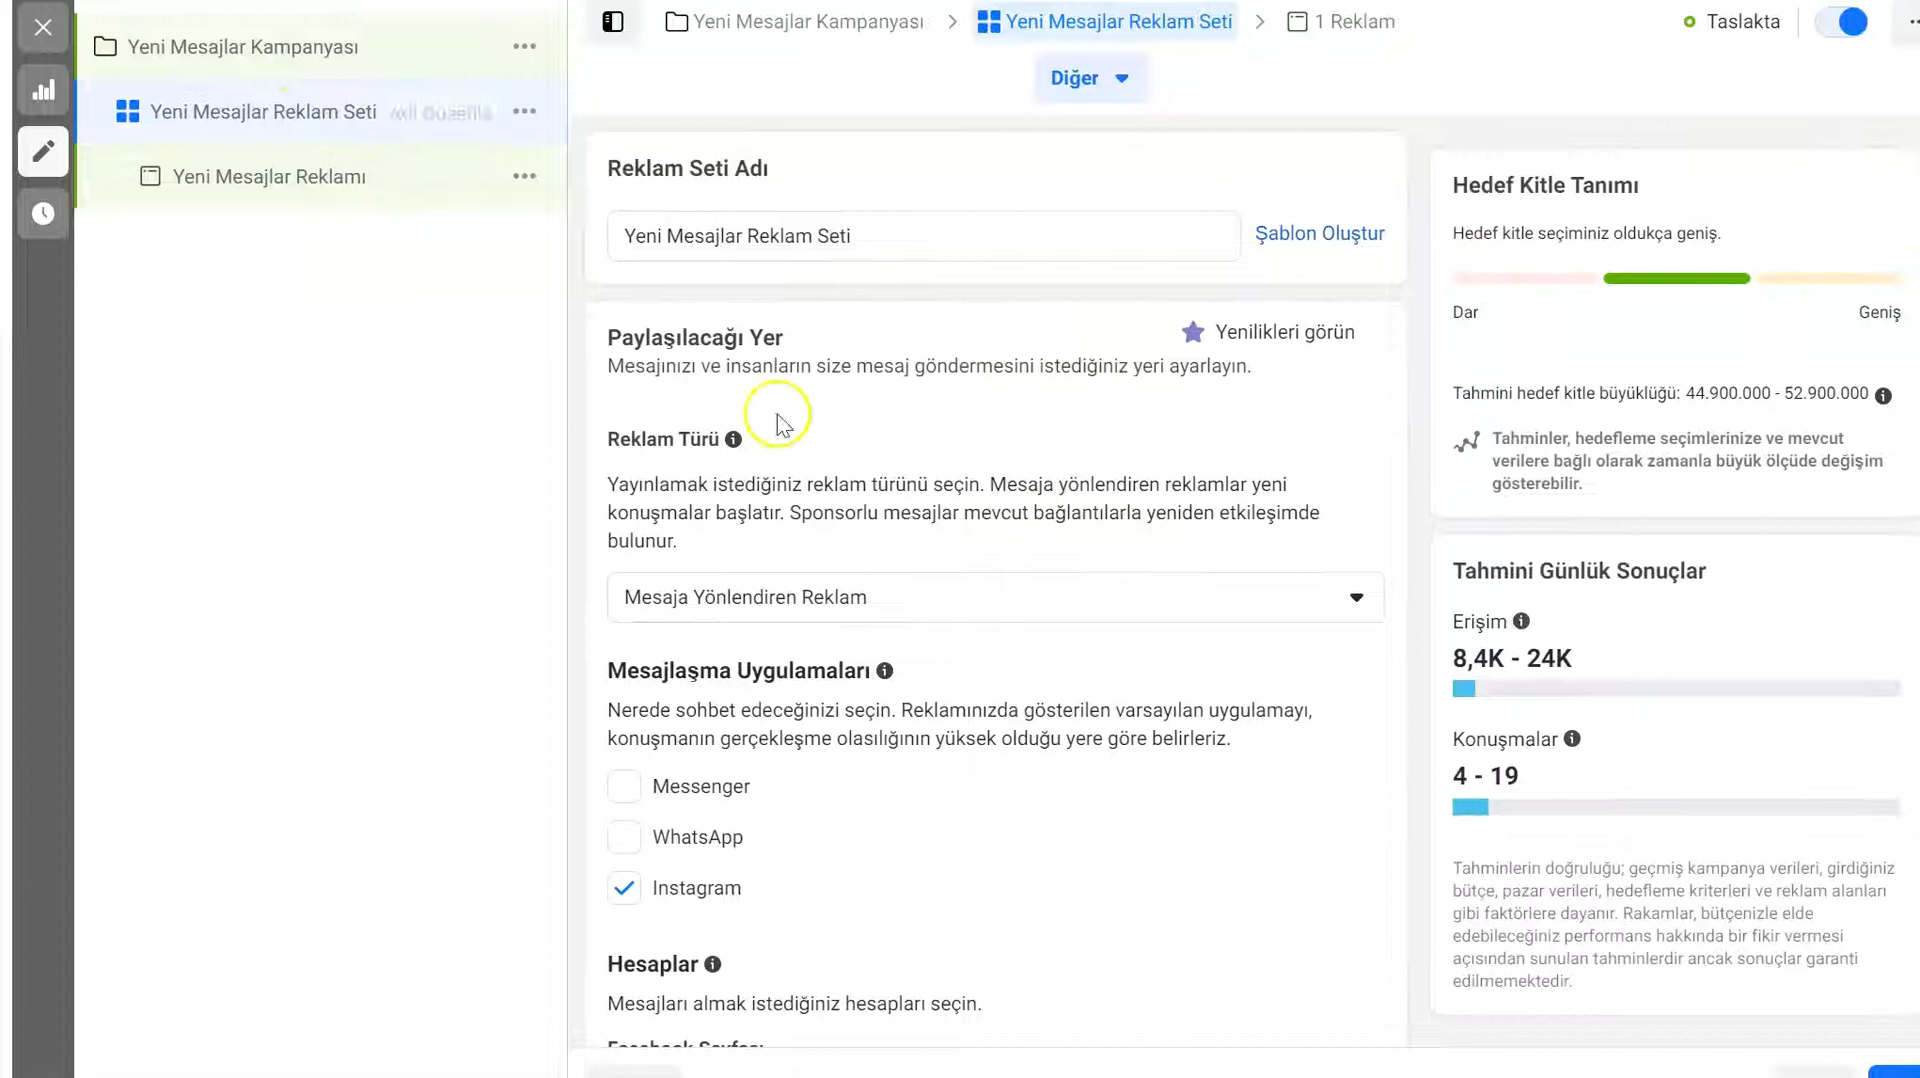 Yeni Mesajlar Kampanyası
Yeni Mesajlar Reklam Seti
Yeni Mesajlar Reklamı
Yeni Mesajlar Kampanyası
Yeni Mesajlar Reklam Seti
1 Reklam
Taslakta
Diğer
Reklam Seti Adı
Yeni Mesajlar Reklam Seti
Şablon Oluştur
Paylaşılacağı Yer
Yenilikleri görün
Mesajınızı ve insanların size mesaj göndermesini istediğiniz yeri ayarlayın.
Reklam Türü
Yayınlamak istediğiniz reklam türünü seçin. Mesaja yönlendiren reklamlar yeni
konuşmalar başlatır. Sponsorlu mesajlar mevcut bağlantılarla yeniden etkileşimde
bulunur.
Mesaja Yönlendiren Reklam
Mesajlaşma Uygulamaları
Nerede sohbet edeceğinizi seçin. Reklamınızda gösterilen varsayılan uygulamayı,
konuşmanın gerçekleşme olasılığının yüksek olduğu yere göre belirleriz.
Messenger
WhatsApp
Instagram
Hesaplar
Mesajları almak istediğiniz hesapları seçin.
Facebook Sayfası
Hedef Kitle Tanımı
Hedef kitle seçiminiz oldukça geniş.
Dar
Geniş
Tahmini hedef kitle büyüklüğü: 44.900.000 - 52.900.000
Tahminler, hedefleme seçimlerinize ve mevcut
verilere bağlı olarak zamanla büyük ölçüde değişim
gösterebilir.
Tahmini Günlük Sonuçlar
Erişim
8,4K - 24K
Konuşmalar
4 - 19
Tahminlerin doğruluğu; geçmiş kampanya verileri, girdiğiniz
bütçe, pazar verileri, hedefleme kriterleri ve reklam alanları
gibi faktörlere dayanır. Rakamlar, bütçenizle elde
edebileceğiniz performans hakkında bir fikir vermesi
açısından sunulan tahminlerdir ancak sonuçlar garanti
edilmemektedir.